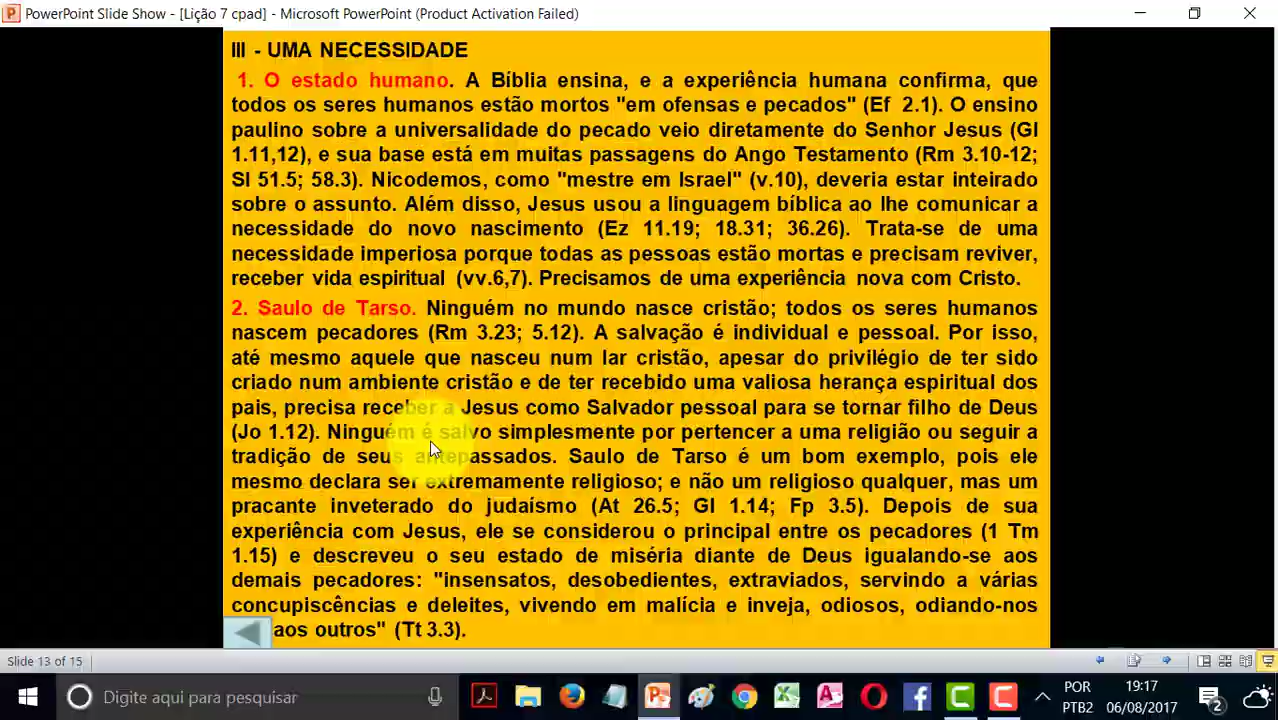 PowerPoint Slide Show - [Lição 7 cpad] - Microsoft PowerPoint (Product Activation Failed)
III - UMA NECESSIDADE
1. O estado humano. A Bíblia ensina, e a experiência humana confirma, que
todos os seres humanos estão mortos "em ofensas e pecados" (Ef 2.1). O ensino
paulino sobre a universalidade do pecado veio diretamente do Senhor Jesus (Gl
1.11,12), e sua base está em muitas passagens do Ango Testamento (Rm 3.10-12;
Sl 51.5; 58.3). Nicodemos, como "mestre em Israel" (v.10), deveria estar inteirado
sobre o assunto. Além disso, Jesus usou a linguagem bíblica ao lhe comunicar a
necessidade do novo nascimento (Ez 11.19; 18.31; 36.26). Trata-se de uma
necessidade imperiosa porque todas as pessoas estão mortas e precisam reviver,
receber vida espiritual (vv.6,7). Precisamos de uma experiência nova com Cristo.
2. Saulo de Tarso. Ninguém no mundo nasce cristão; todos os seres humanos
nascem pecadores (Rm 3.23; 5.12). A salvação é individual e pessoal. Por isso,
até mesmo aquele que nasceu num lar cristão, apesar do privilégio de ter sido
criado num ambiente cristão e de ter recebido uma valiosa herança espiritual dos
pais, precisa receber a Jesus como Salvador pessoal para se tornar filho de Deus
(Jo 1.12). Ninguém é salvo simplesmente por pertencer a uma religião ou seguir a
tradição de seus antepassados. Saulo de Tarso é um bom exemplo, pois ele
mesmo declara ser extremamente religioso; e não um religioso qualquer, mas um
pracante inveterado do judaísmo (At 26.5; Gl 1.14; Fp 3.5). Depois de sua
experiência com Jesus, ele se considerou o principal entre os pecadores (1 Tm
1.15) e descreveu o seu estado de miséria diante de Deus igualando-se aos
demais pecadores: "insensatos, desobedientes, extraviados, servindo a várias
concupiscências e deleites, vivendo em malícia e inveja, odiosos, odiando-nos
aos outros" (Tt 3.3).
Slide 13 of 15
Digite aqui para pesquisar
POR
PTB2
19:17
06/08/2017
2